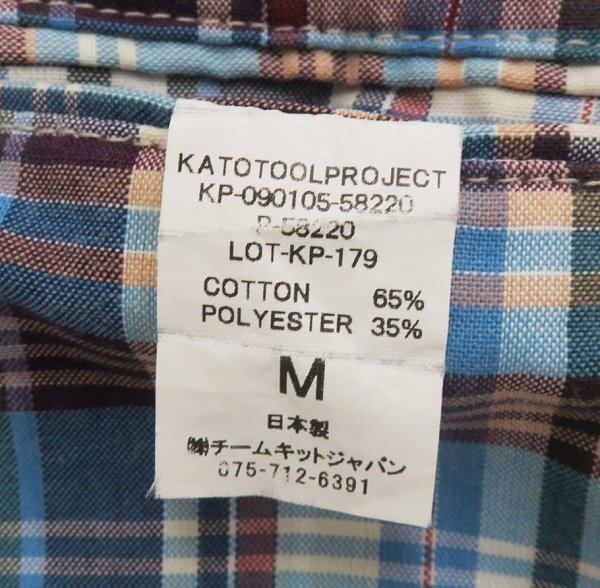 KATOTOOLPROJECT
KP-090105-58220
P-58220
LOT-KP-179
COTTON 65%
POLYESTER 35%
M
日本製
㈱チームキットジャパン
075-712-6391